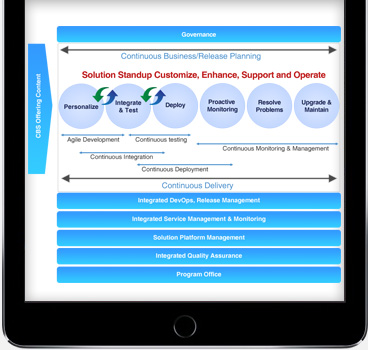 Governance
Continuous Business/Release Planning
CBS Offering Content
Solution Standup Customize, Enhance, Support and Operate
Personalize
Integrate
& Test
Deploy
Proactive
Monitoring
Resolve
Problems
Upgrade &
Maintain
Agile Development
Continuous testing
Continuous Monitoring & Management
Continuous Integration
Continuous Deployment
Continuous Delivery
Integrated DevOps, Release Management
Integrated Service Management & Monitoring
Solution Platform Management
Integrated Quality Assurance
Program Office